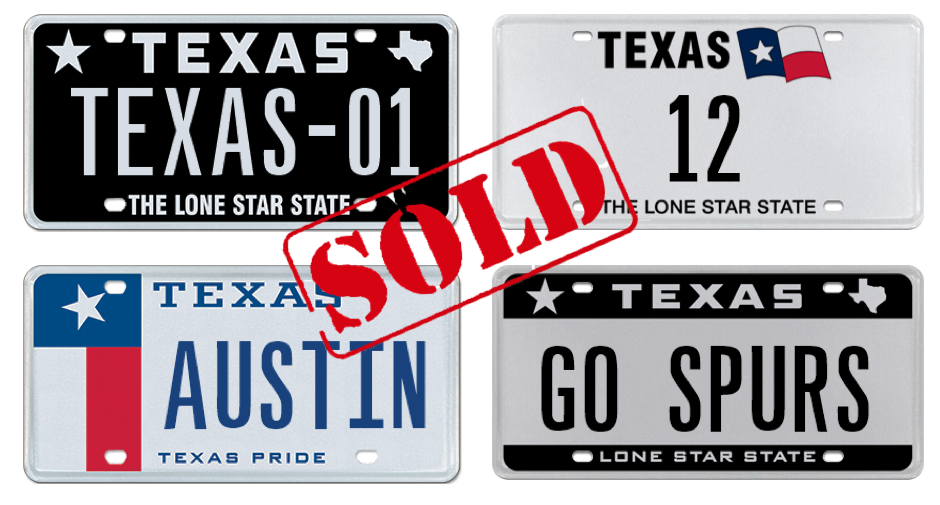 TEXAS
TEXAS-01
THE LONE STAR STATE
TEXAS
12
THE LONE STAR STATE
SOLD
TEXAS
AUSTIN
TEXAS PRIDE
TEXAS
GO SPURS
LONE STAR STATE